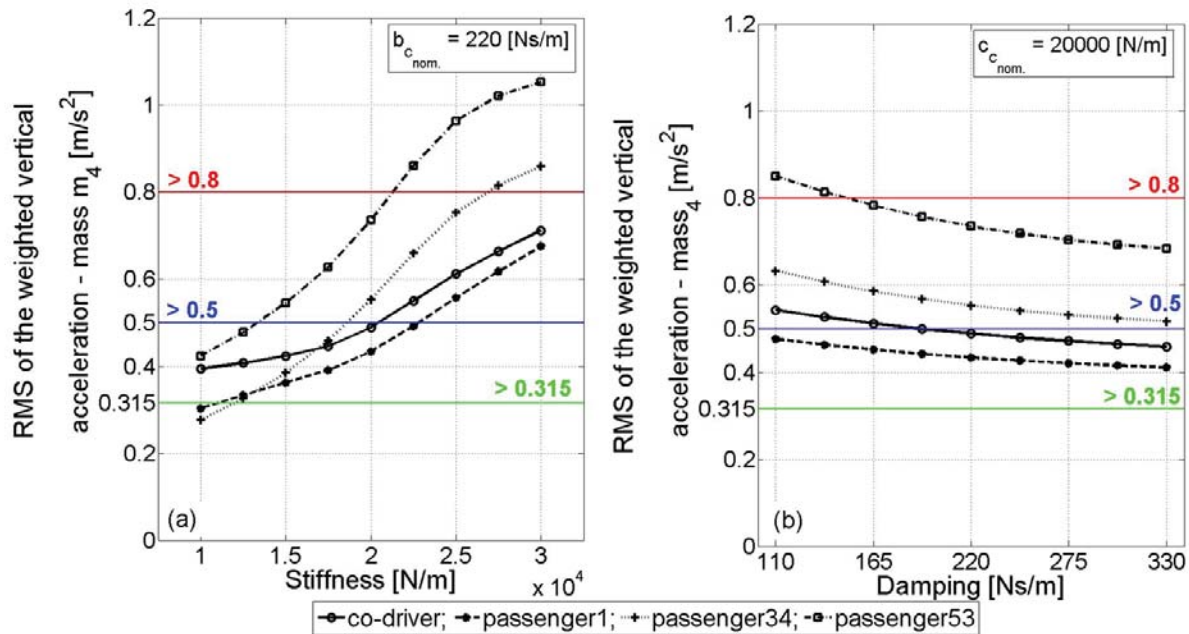 RMS of the weighted vertical
acceleration - mass m4 [m/s2]
1.2
1
0.8
0.6
0.5
0.4
0.315
0.2
0
bc nom. = 220 [Ns/m]
> 0.8
> 0.5
> 0.315
(a)
1
1.5
2
2.5
3
x 10^4
Stiffness [N/m]
RMS of the weighted vertical
acceleration - mass4 [m/s2]
1.2
1
0.8
0.6
0.5
0.4
0.315
0.2
0
cc nom. = 20000 [N/m]
> 0.8
> 0.5
> 0.315
(b)
110
165
220
275
330
Damping [Ns/m]
co-driver; passenger1; passenger34; passenger53